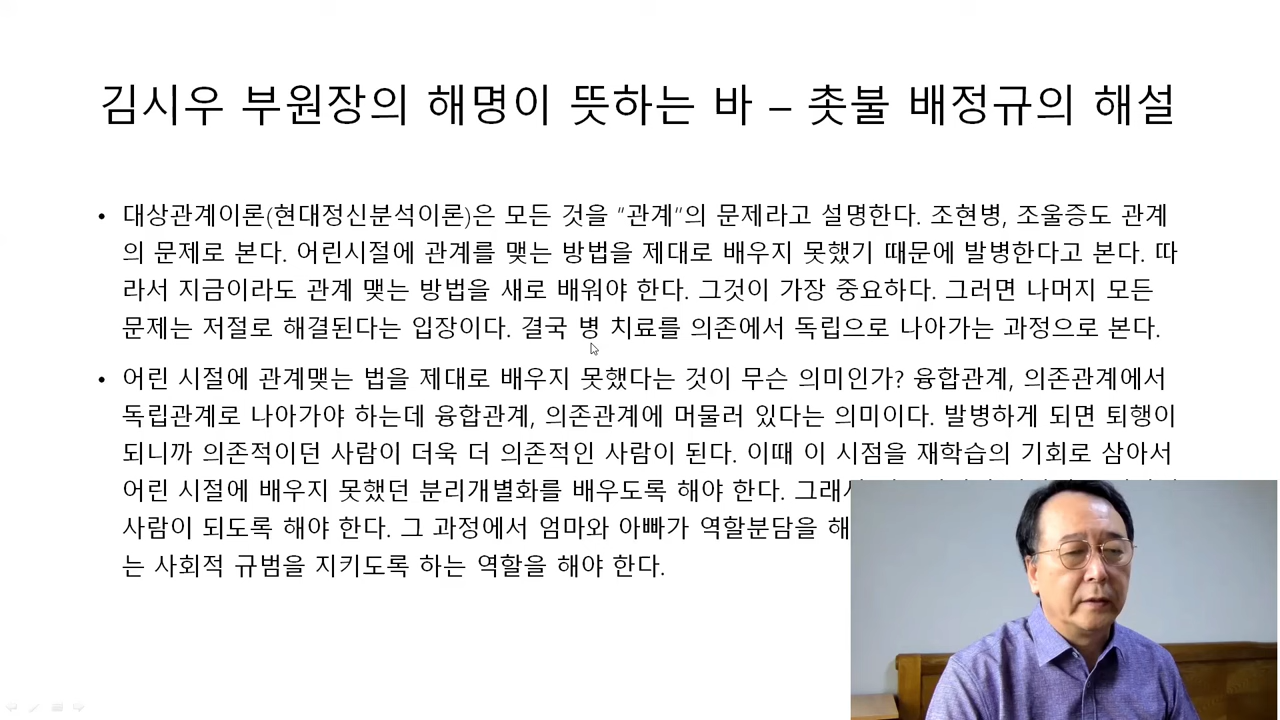 김시우 부원장의 해명이 뜻하는 바 – 촛불 배정규의 해설
• 대상관계이론(현대정신분석이론)은 모든 것을 “관계”의 문제라고 설명한다. 조현병, 조울증도 관계
의 문제로 본다. 어린시절에 관계를 맺는 방법을 제대로 배우지 못했기 때문에 발병한다고 본다. 따
라서 지금이라도 관계 맺는 방법을 새로 배워야 한다. 그것이 가장 중요하다. 그러면 나머지 모든
문제는 저절로 해결된다는 입장이다. 결국 병 치료를 의존에서 독립으로 나아가는 과정으로 본다.
• 어린 시절에 관계맺는 법을 제대로 배우지 못했다는 것이 무슨 의미인가? 융합관계, 의존관계에서
독립관계로 나아가야 하는데 융합관계, 의존관계에 머물러 있다는 의미이다. 발병하게 되면 퇴행이
되니까 의존적이던 사람이 더욱 더 의존적인 사람이 된다. 이때 이 시점을 재학습의 기회로 삼아서
어린 시절에 배우지 못했던 분리개별화를 배우도록 해야 한다. 그래서
사람이 되도록 해야 한다. 그 과정에서 엄마와 아빠가 역할분담을 해
는 사회적 규범을 지키도록 하는 역할을 해야 한다.